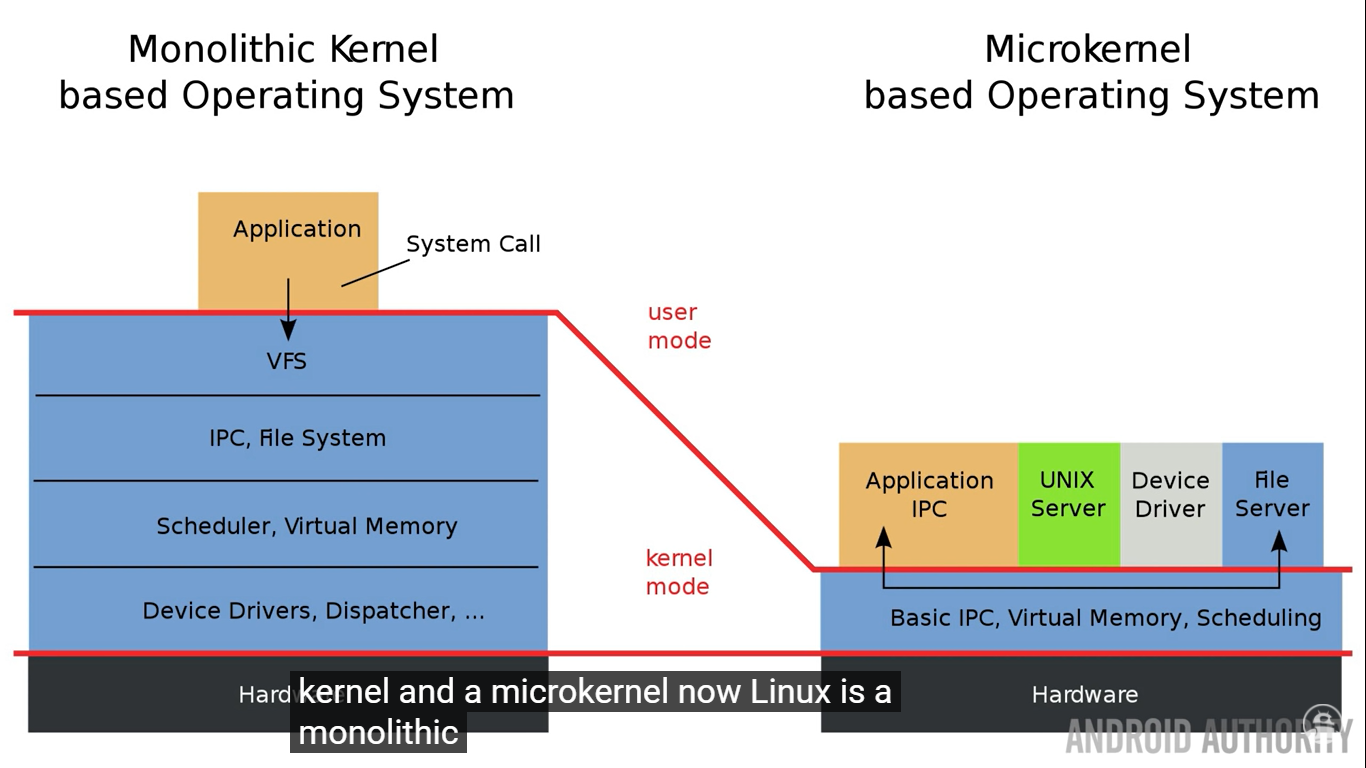 Monolithic Kernel
based Operating System
Microkernel
based Operating System
Application
System Call
user
mode
VFS
IPC, File System
Scheduler, Virtual Memory
Device Drivers, Dispatcher, ...
kernel
mode
Application
IPC
UNIX
Server
Device
Driver
File
Server
Basic IPC, Virtual Memory, Scheduling
Hardware
kernel and a microkernel now Linux is a
monolithic
ANDROID AUTHORITY